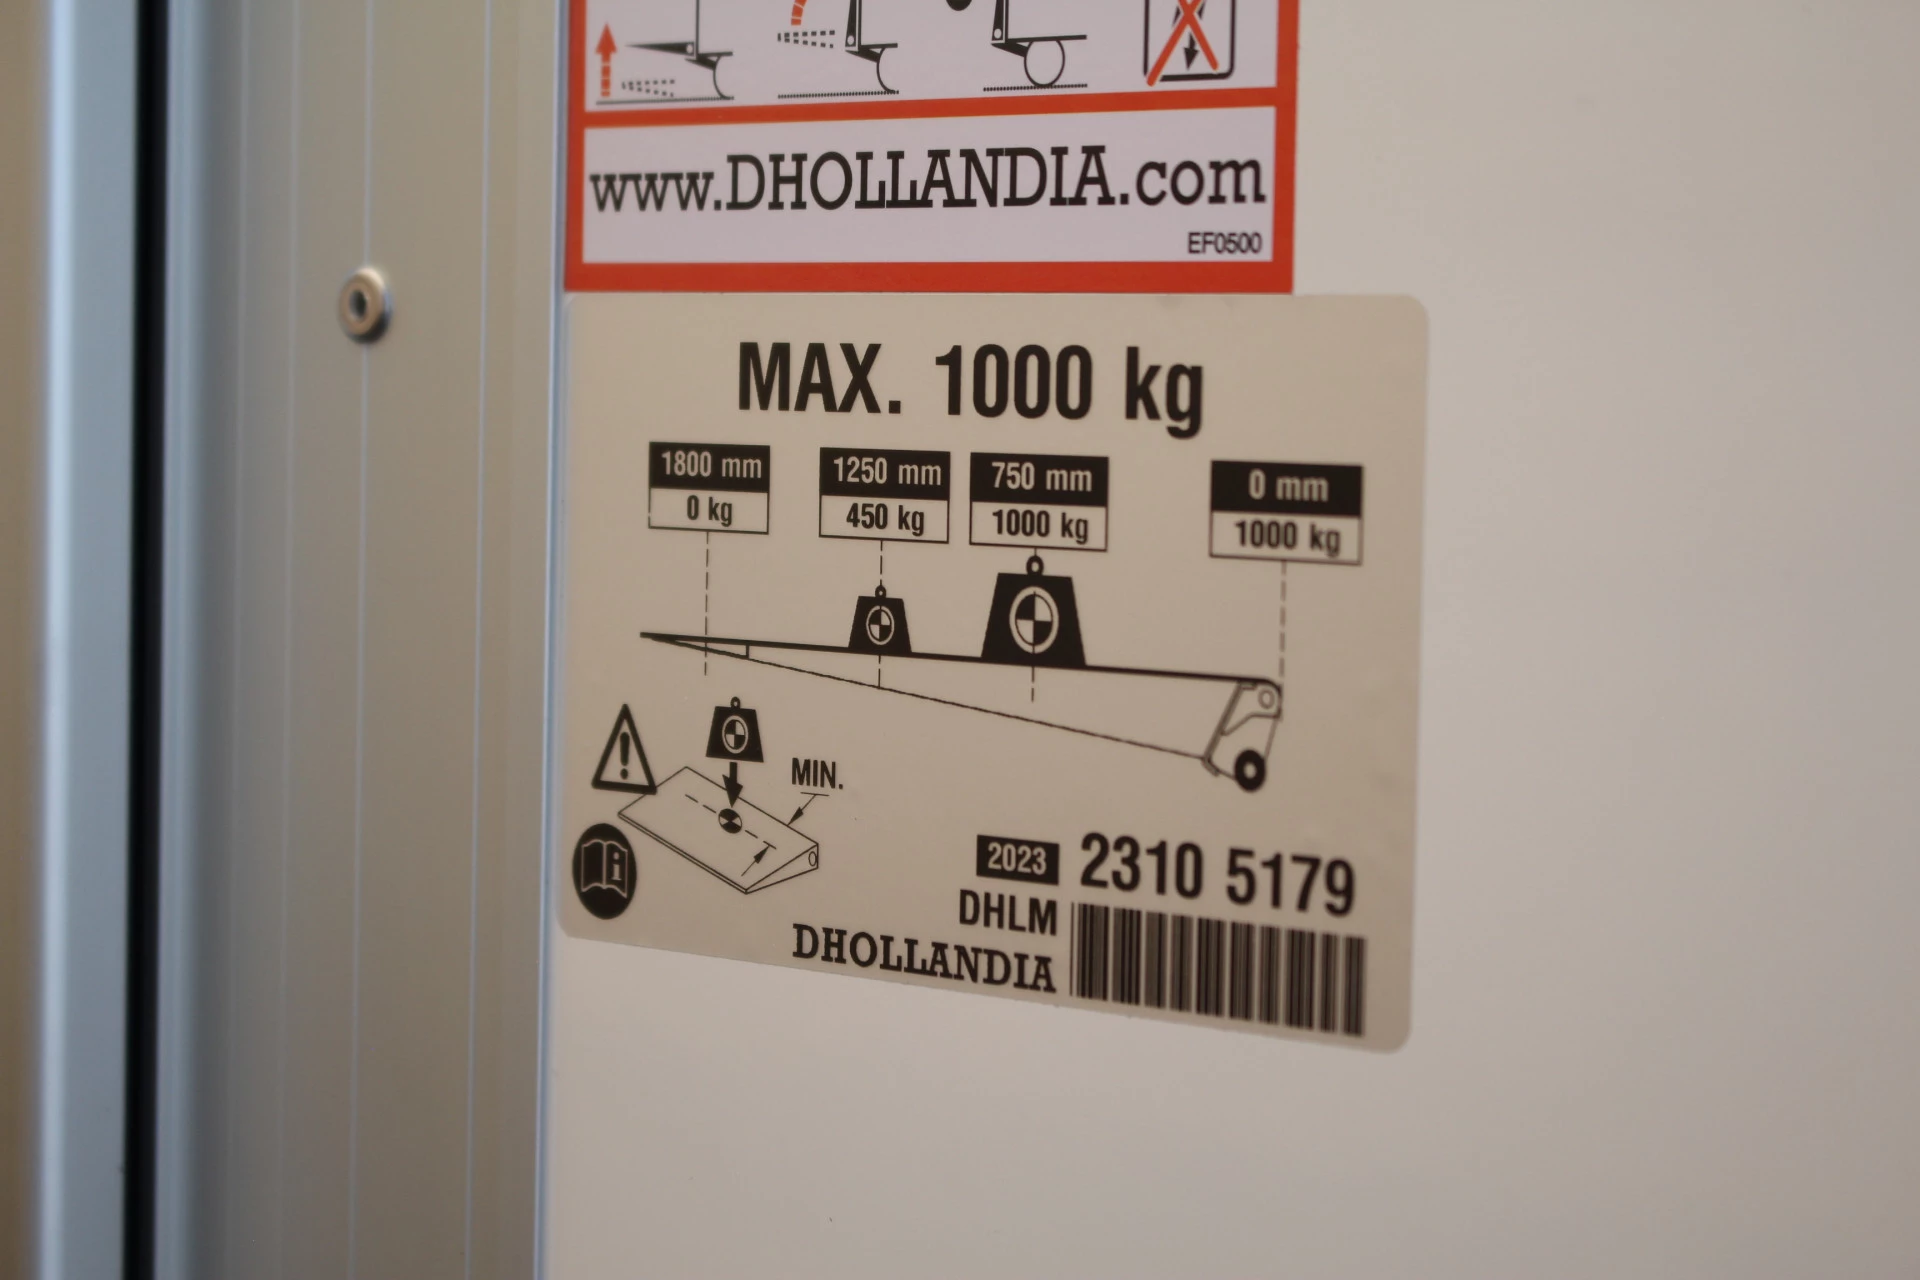 www.DHOLLANDIA.com
EF0500
MAX. 1000 kg
1800 mm 1250 mm 750 mm 0 mm
0 kg 450 kg 1000 kg 1000 kg
MIN.
2023 2310 5179
DHLM
DHOLLANDIA